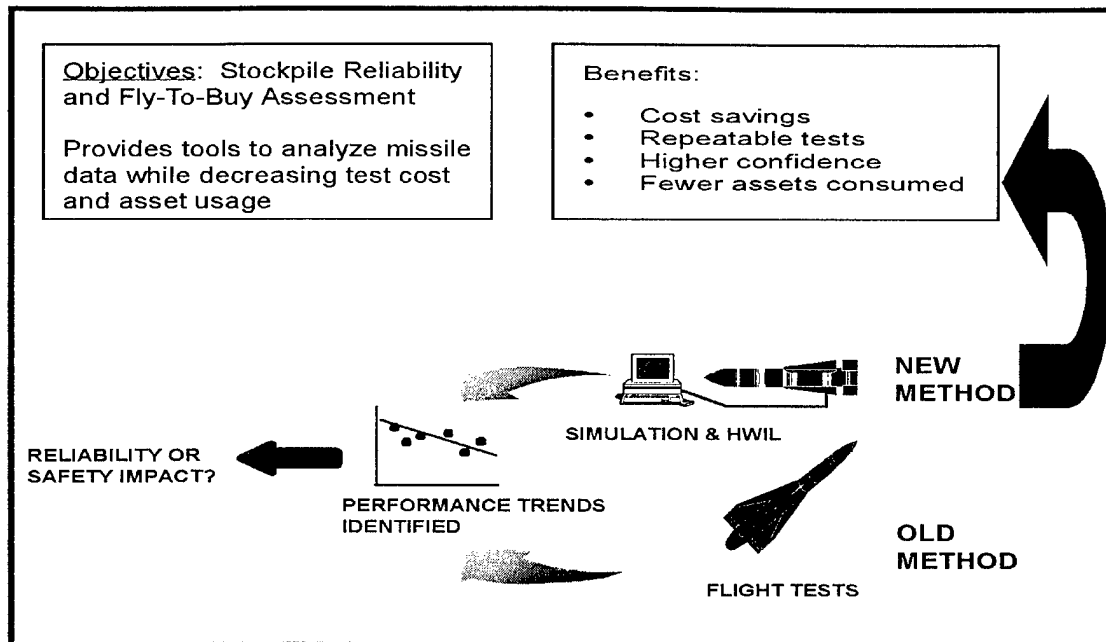 Objectives: Stockpile Reliability
and Fly-To-Buy Assessment
Provides tools to analyze missile
data while decreasing test cost
and asset usage
Benefits:
• Cost savings
• Repeatable tests
• Higher confidence
• Fewer assets consumed
NEW
METHOD
SIMULATION & HWIL
RELIABILITY OR
SAFETY IMPACT?
PERFORMANCE TRENDS
IDENTIFIED
OLD
METHOD
FLIGHT TESTS